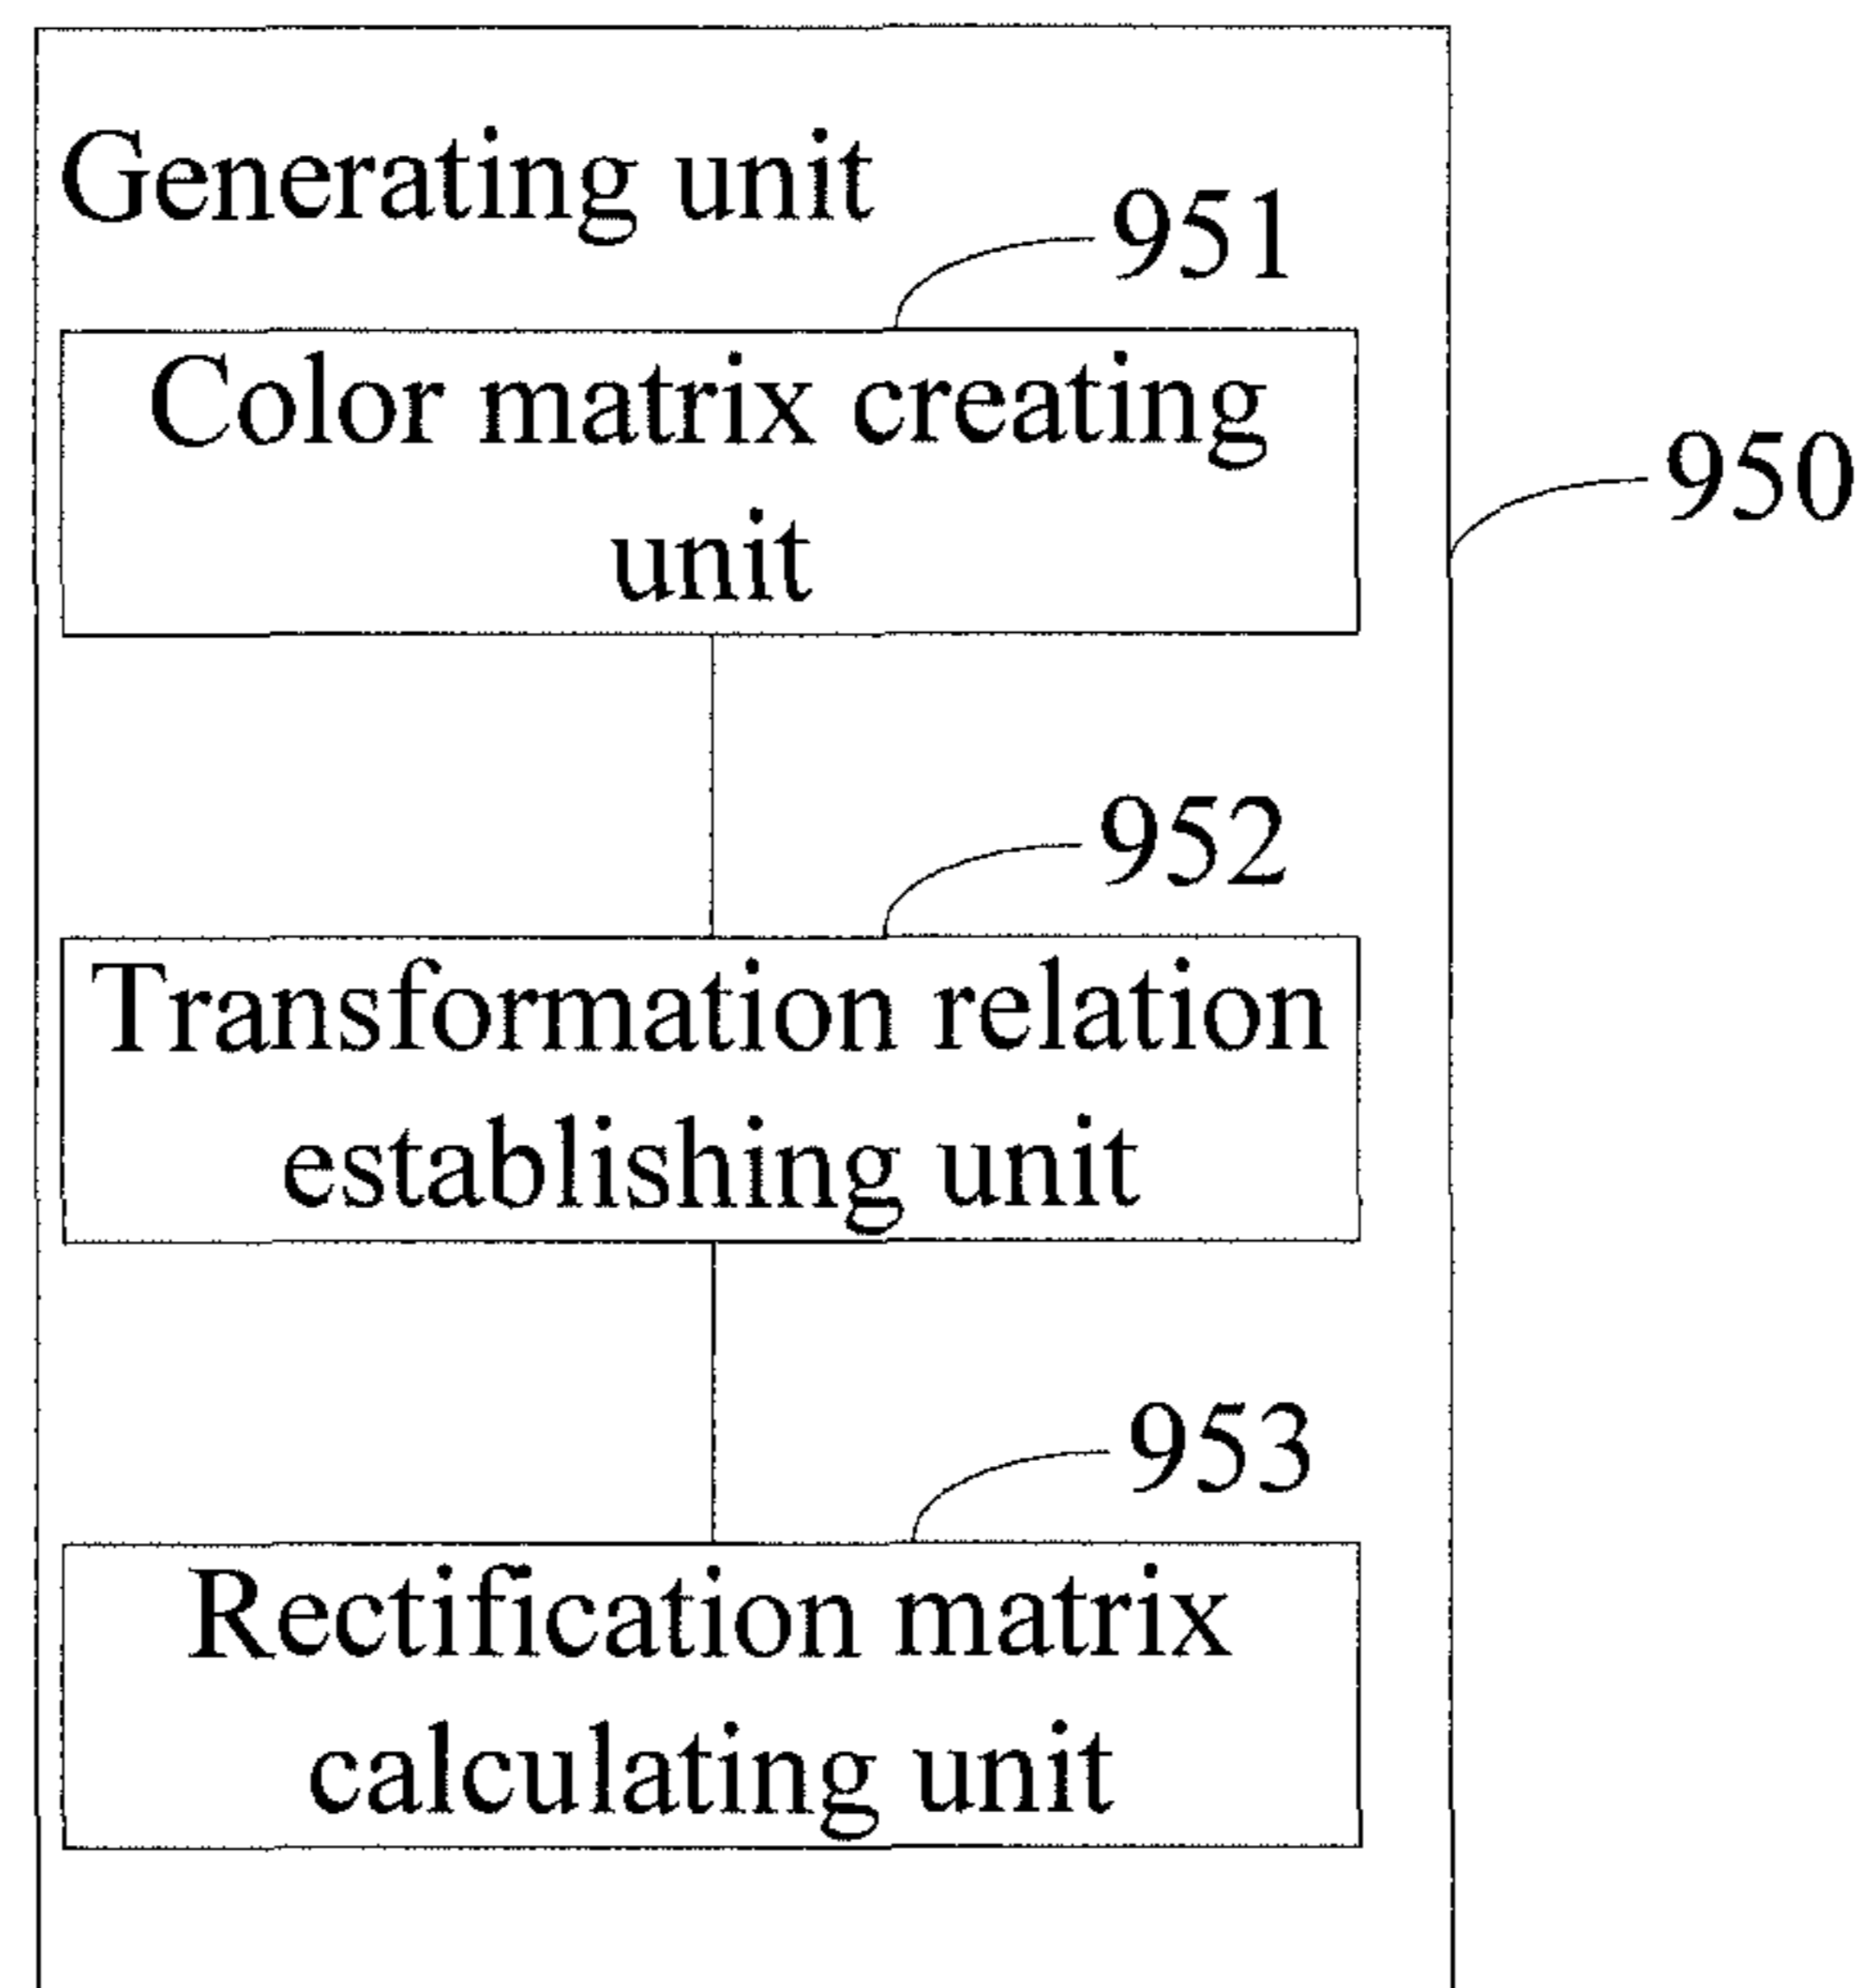 Generating unit
951
Color matrix creating
unit
950
952
Transformation relation
establishing unit
953
Rectification matrix
calculating unit